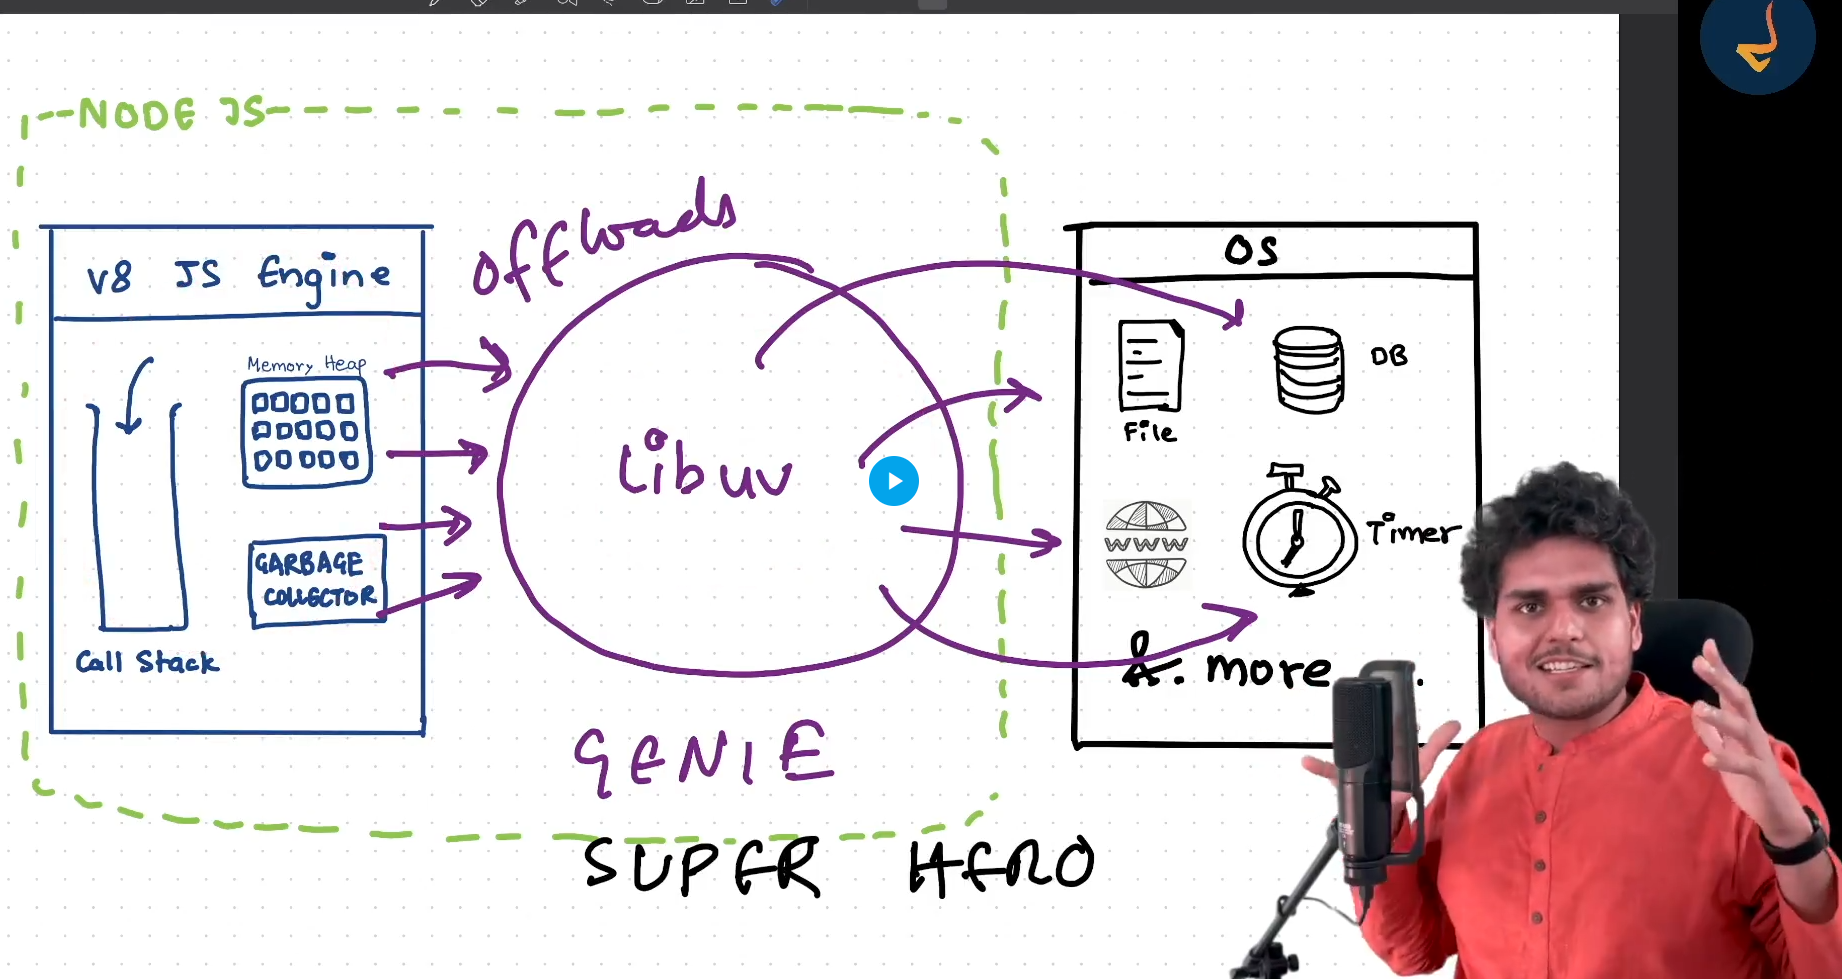 NODE JS
Offloads
v8 JS Engine
OS
Memory Heap
DB
File
Libuv
www
Timer
GARBAGE
COLLECTOR
Call Stack
&. more .
GENIE
SUPER HERO